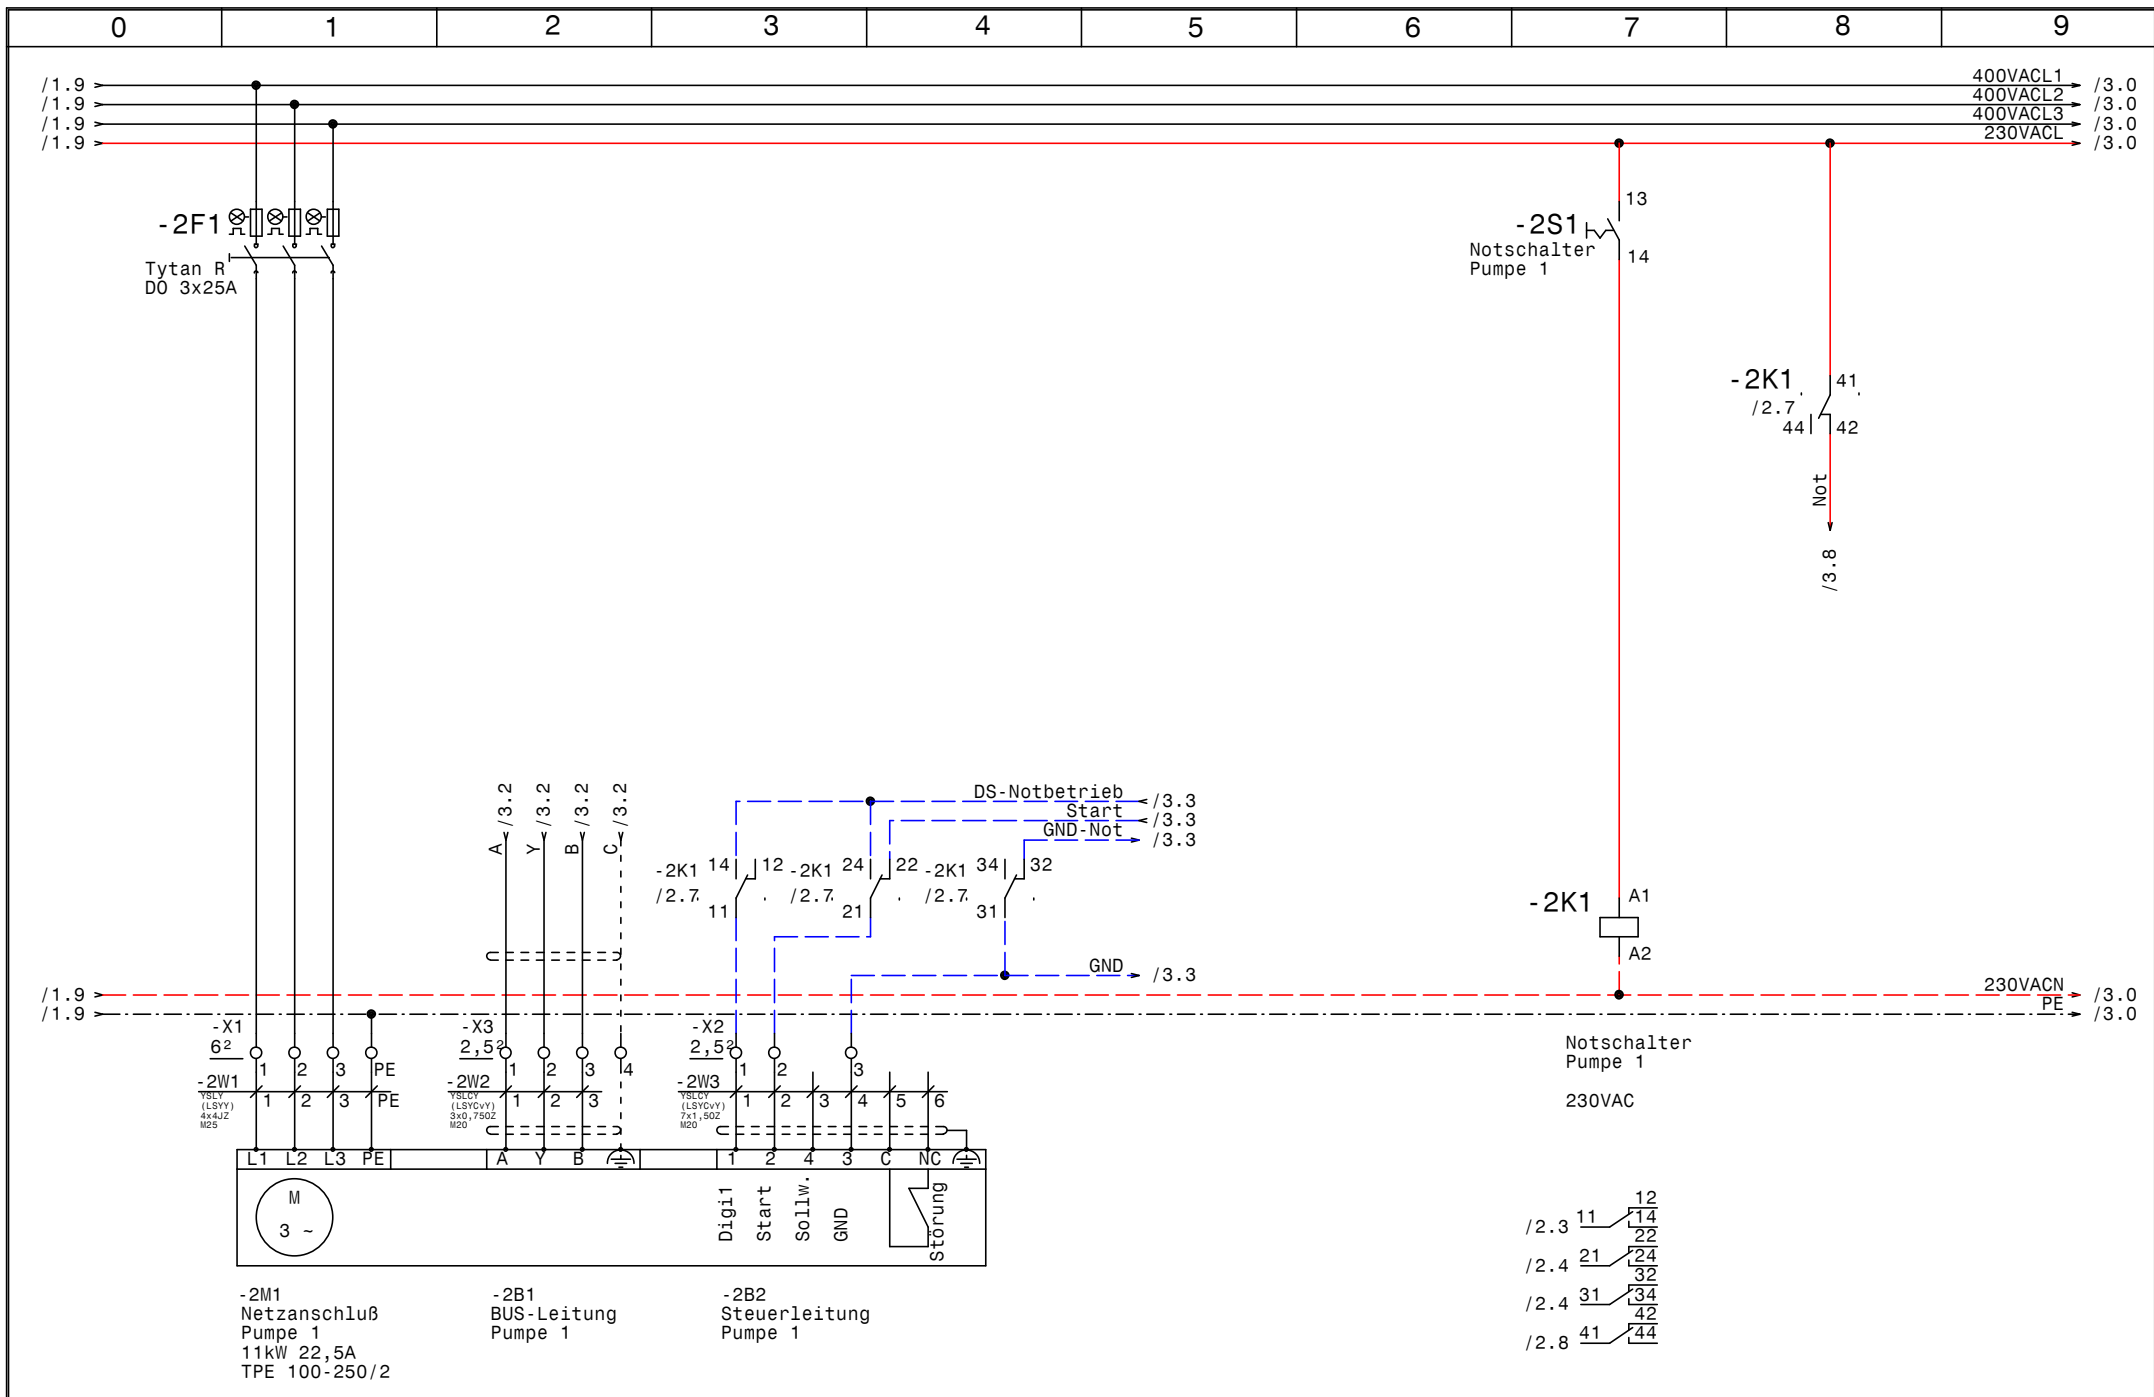 0 1 2 3 4 5 6 7 8 9
/1.9 400VACL1 /3.0
/1.9 400VACL2 /3.0
/1.9 400VACL3 /3.0
/1.9 230VACL /3.0
-2F1
Tytan R
DO 3x25A
13
-2S1
Notschalter
Pumpe 1
14
-2K1 41
/2.7
44 42
Not
/3.8
/3.2 /3.2 /3.2 /3.2
A Y B C
DS-Notbetrieb /3.3
Start /3.3
GND-Not /3.3
-2K1 14 12 -2K1 24 22 -2K1 34 32
/2.7 /2.7 /2.7
11 21 31
-2K1 A1
A2
GND /3.3
/1.9 230VACN /3.0
/1.9 PE /3.0
-X1 -X3 -X2
6² 2,5² 2,5²
1 2 3 PE 1 2 3 4 1 2 3
-2W1 -2W2 -2W3
1 2 3 PE 1 2 3 1 2 3 4 5 6
YSLY
(LSYY)
4x4JZ
M25
YSLCY
(LSYCvY)
3x0,75OZ
M20
YSLCY
(LSYCvY)
7x1,5OZ
M20
Notschalter
Pumpe 1
230VAC
L1 L2 L3 PE A Y B 1 2 4 3 C NC
M
3 ~
Digi1
Start
Sollw.
GND
Störung
-2M1
Netzanschluß
Pumpe 1
11kW 22,5A
TPE 100-250/2
-2B1
BUS-Leitung
Pumpe 1
-2B2
Steuerleitung
Pumpe 1
12
/2.3 11 14
22
/2.4 21 24
32
/2.4 31 34
42
/2.8 41 44